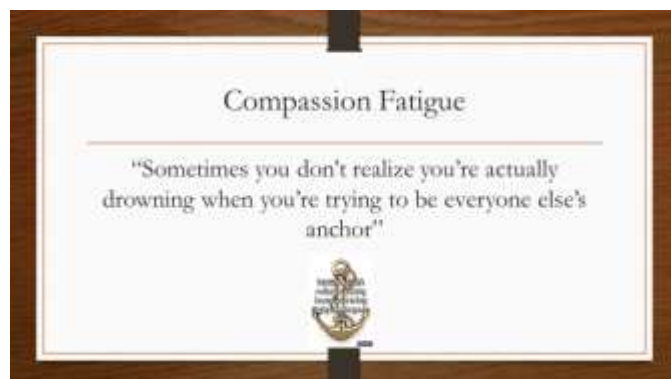 Compassion Fatigue
“Sometimes you don't realize you're actually
drowning when you're trying to be everyone else's
anchor”